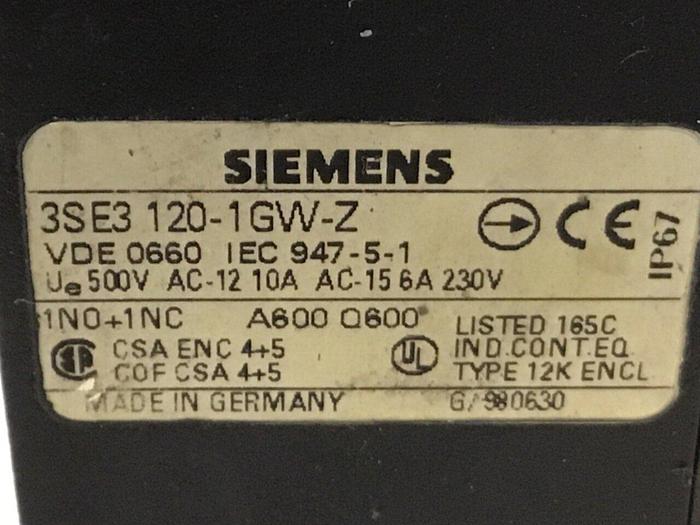 SIEMENS
3SE3 120-1GW-Z
CE
IP67
VDE 0660 IEC 947-5-1
Ue 500V AC-12 10A AC-15 6A 230V
1NO+1NC A600 Q600
CSA ENC 4+5
COF CSA 4+5
UL
LISTED 165C
IND.CONT.EQ
TYPE 12K ENCL
MADE IN GERMANY G/980630